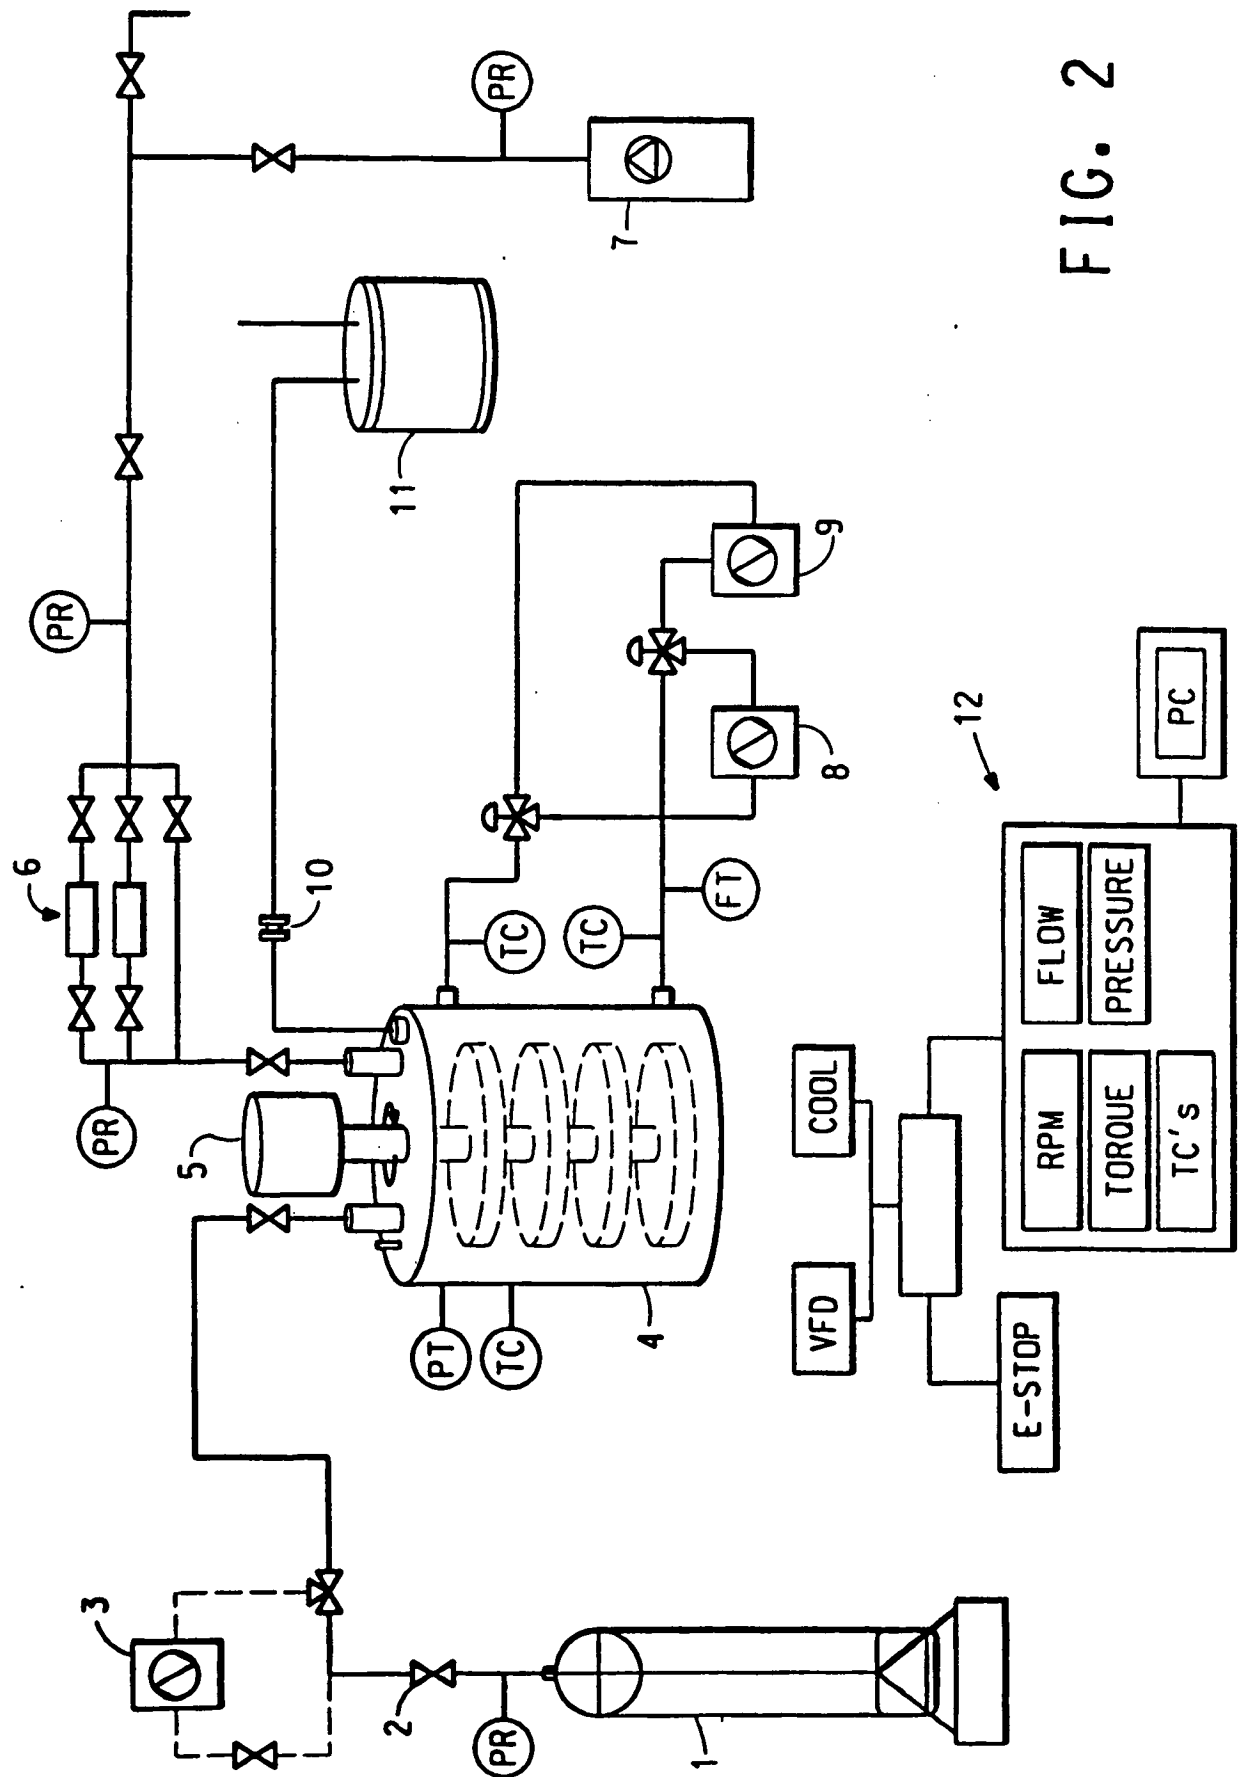 3
2
PR
1
5
PR
6
10
PR
11
PR
7
PT
TC
4
TC
TC
FT
8
9
VFD
COOL
E-STOP
12
RPM
FLOW
TORQUE
PRESSURE
TC's
PC
FIG. 2